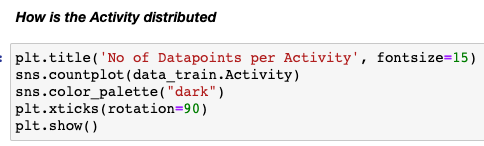 How is the Activity distributed
: plt.title('No of Datapoints per Activity', fontsize=15)
sns.countplot(data_train.Activity)
sns.color_palette("dark")
plt.xticks(rotation=90)
plt.show()